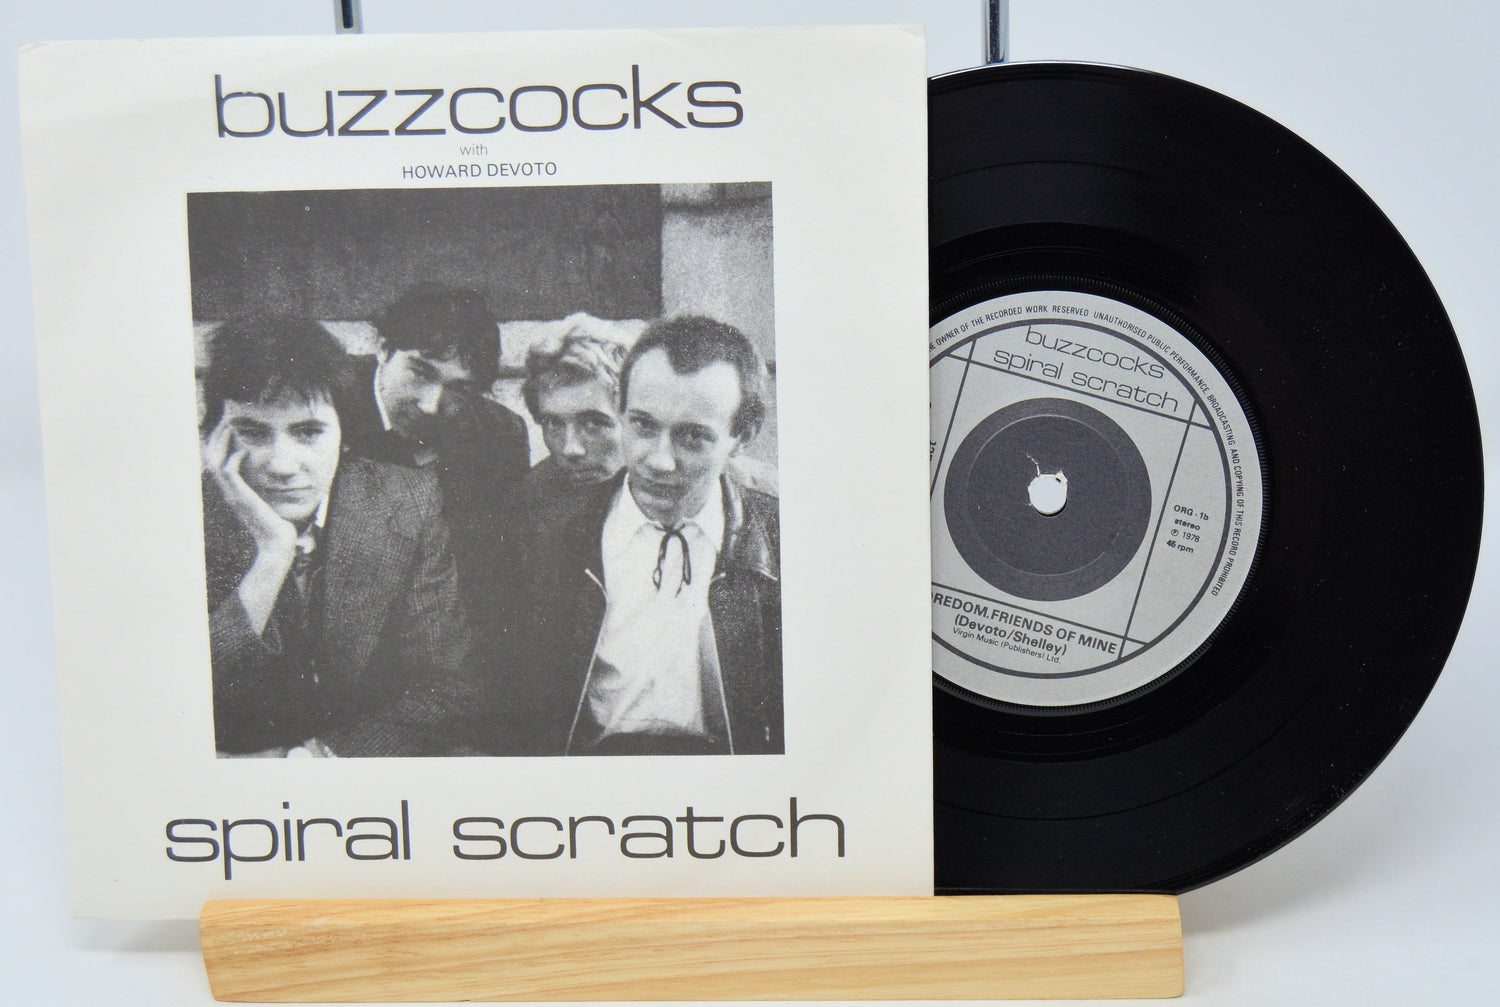 buzzcocks
with
HOWARD DEVOTO
spiral scratch
OWNER OF THE RECORDED WORK RESERVED UNAUTHORISED PUBLIC PERFORMANCE, BROADCASTING AND COPYING OF THIS RECORD PROHIBITED
buzzcocks
spiral scratch
ORG - 1b
stereo
℗ 1978
45 rpm
FRIENDS OF MINE
(Devoto/Shelley)
Virgin Music (Publishers) Ltd.